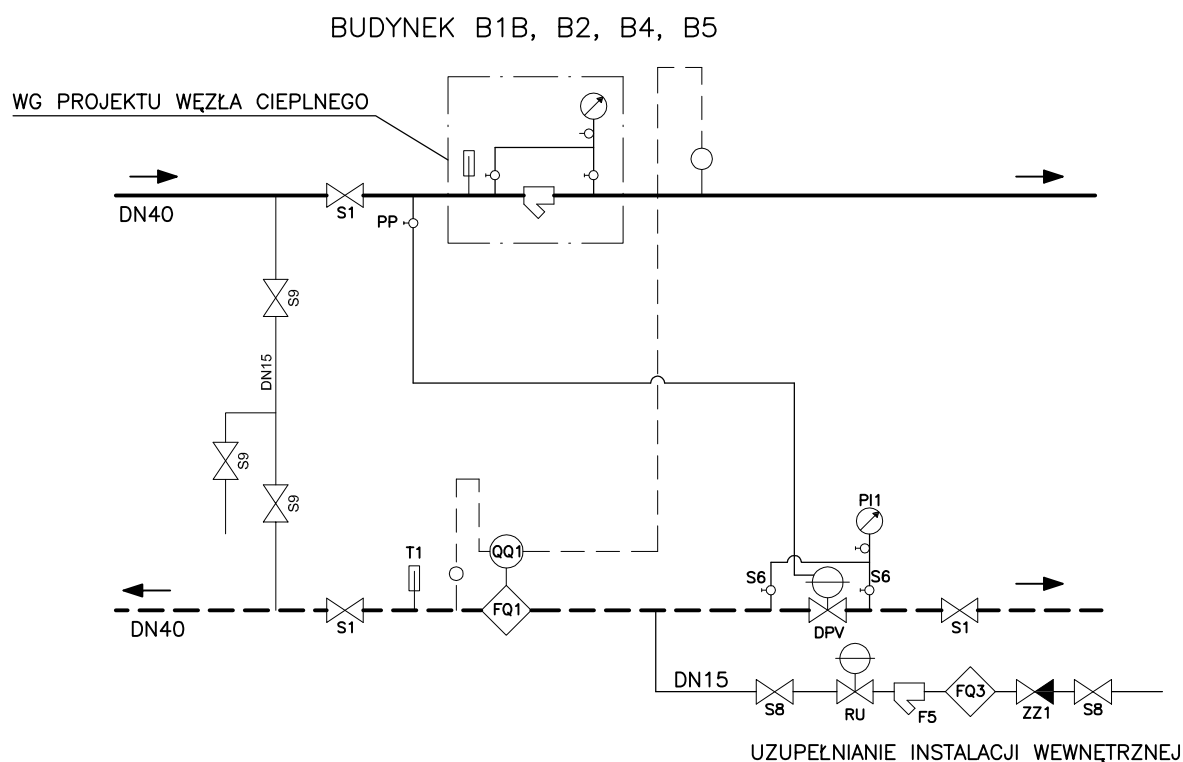 BUDYNEK B1B, B2, B4, B5
WG PROJEKTU WĘZŁA CIEPLNEGO
DN40
S1
PP
S9
DN15
S9
S9
PI1
T1
QQ1
S6
S6
FQ1
DN40
S1
DPV
S1
DN15
S8
RU
F5
FQ3
ZZ1
S8
UZUPEŁNIANIE INSTALACJI WEWNĘTRZNEJ